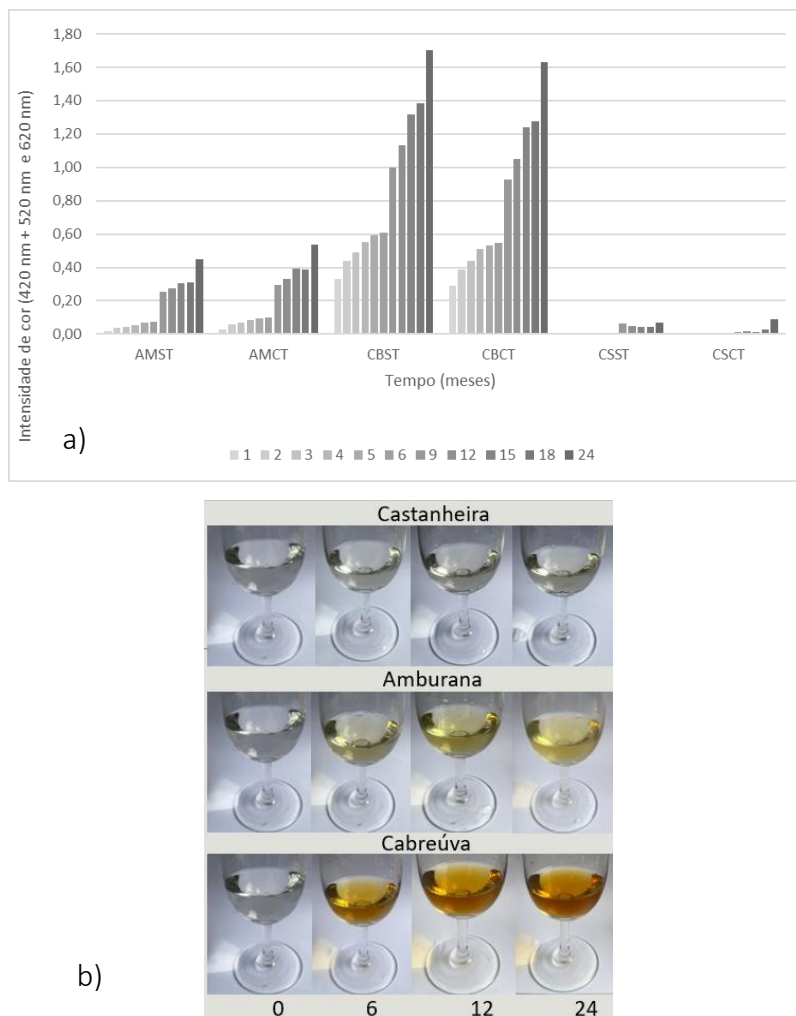 1,80
1,60
1,40
1,20
1,00
0,80
0,60
0,40
0,20
0,00
Intensidade de cor (420 nm + 520 nm e 620 nm)
AMST AMCT CBST CBCT CSST CSCT
Tempo (meses)
a)
1 2 3 4 5 6 9 12 15 18 24
Castanheira
Amburana
Cabreúva
b)
0 6 12 24